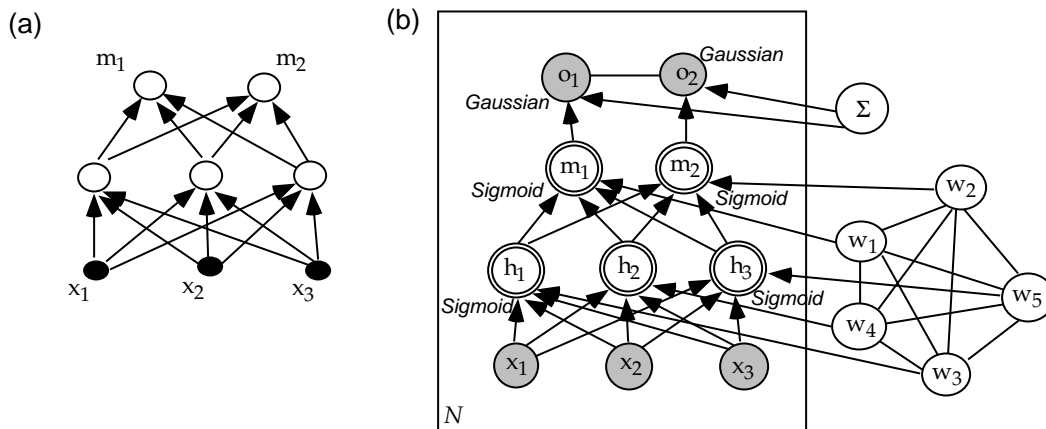 (a)
m1 m2
x1 x2 x3
(b)
Gaussian
o1 o2
Gaussian
Σ
m1 m2
Sigmoid Sigmoid
w2
w1
h1 h2 h3
Sigmoid Sigmoid
w5
w4
x1 x2 x3
w3
N